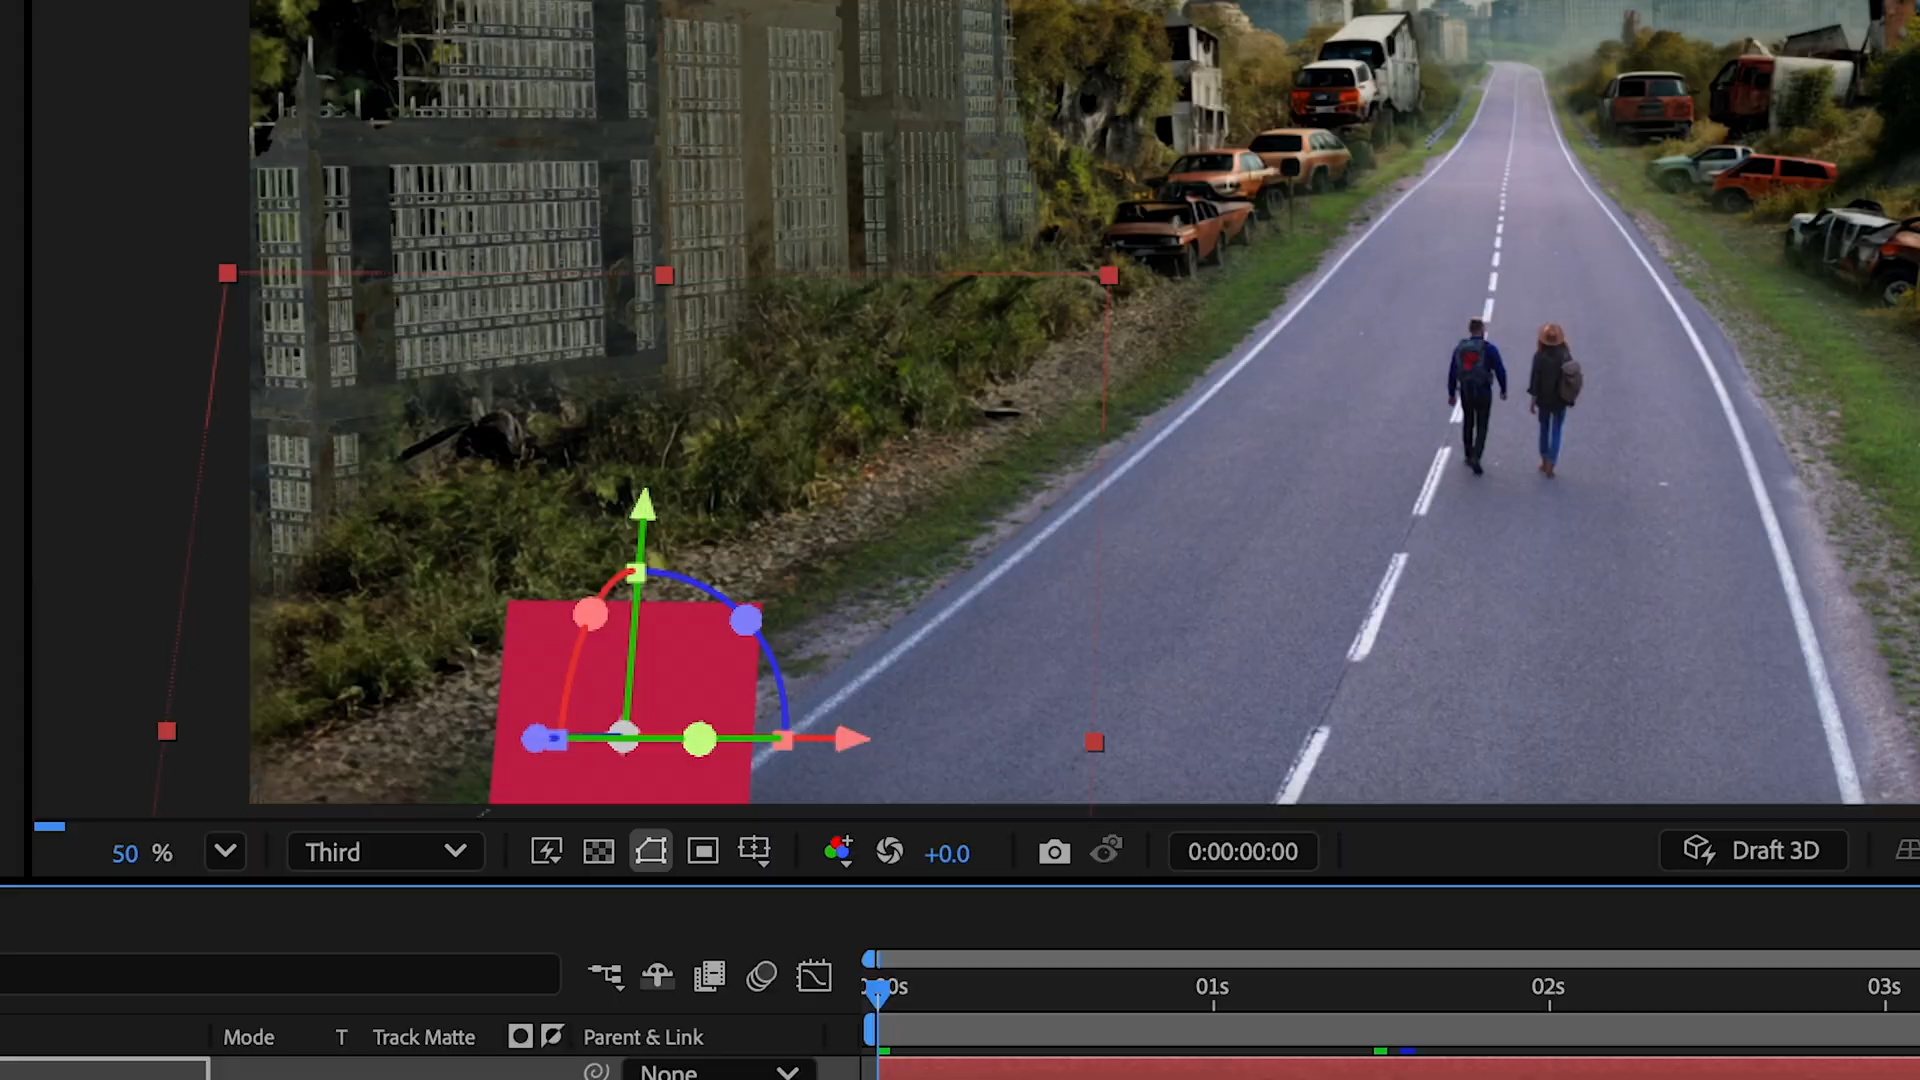 50 %
Third
+0.0
0:00:00:00
Draft 3D
01s
02s
03s
Mode
T
Track Matte
Parent & Link
None